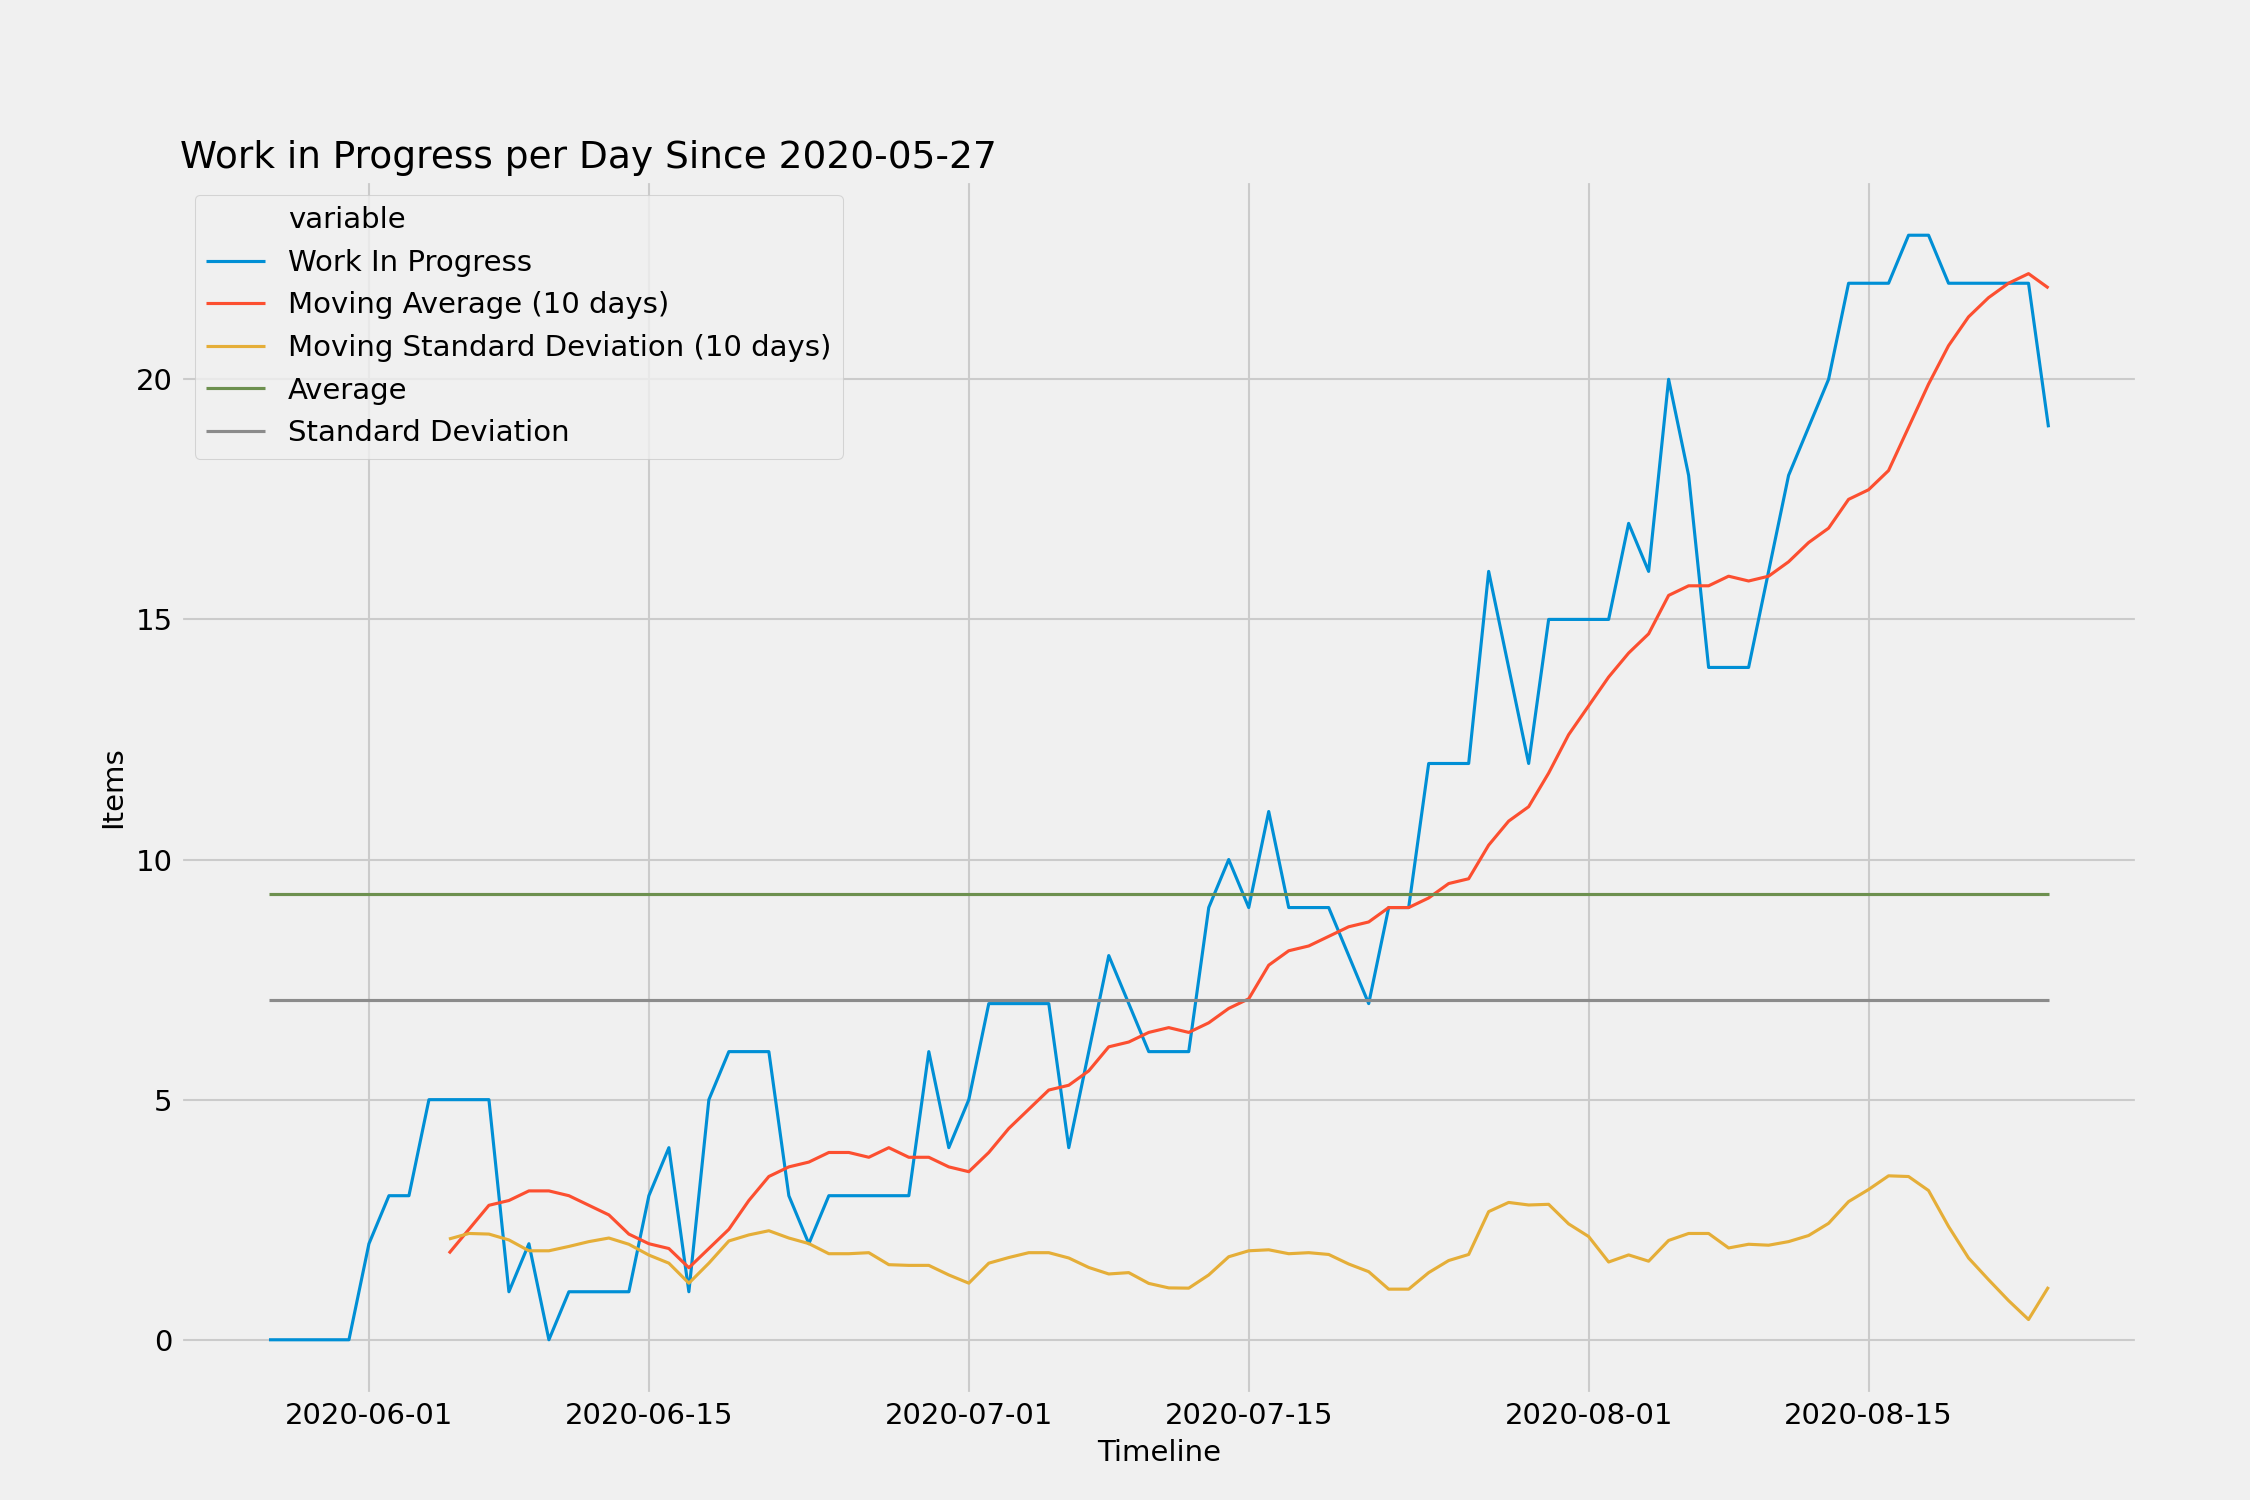 Work in Progress per Day Since 2020-05-27
variable
Work In Progress
Moving Average (10 days)
Moving Standard Deviation (10 days)
Average
Standard Deviation
20
15
10
5
0
Items
2020-06-01 2020-06-15 2020-07-01 2020-07-15 2020-08-01 2020-08-15
Timeline